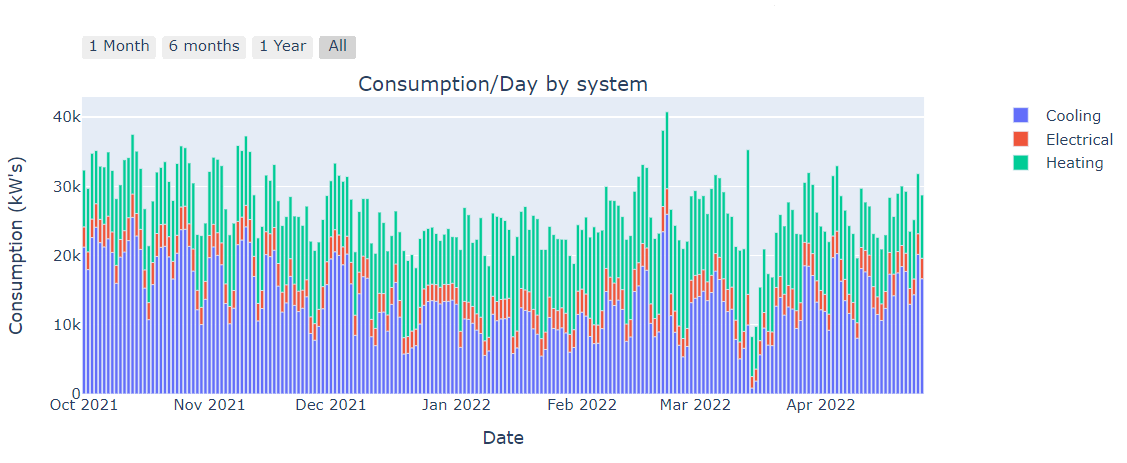 1 Month 6 months 1 Year All
Consumption/Day by system
Consumption (kW's)
40k
30k
20k
10k
0
Oct 2021 Nov 2021 Dec 2021 Jan 2022 Feb 2022 Mar 2022 Apr 2022
Date
Cooling
Electrical
Heating